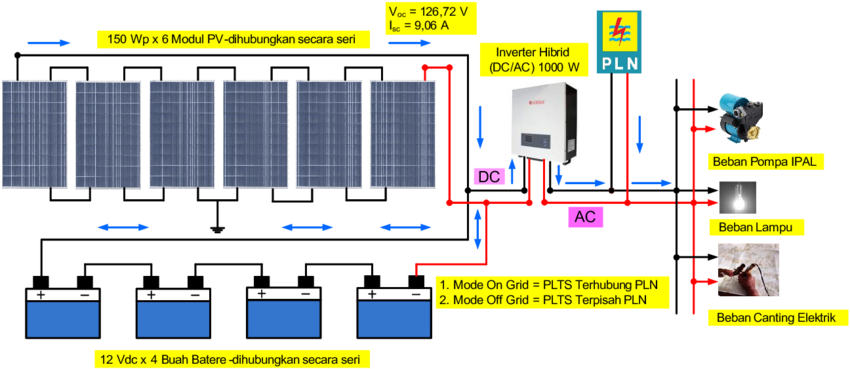 V_oc = 126,72 V
I_sc = 9,06 A
150 Wp x 6 Modul PV-dihubungkan secara seri
Inverter Hibrid
(DC/AC) 1000 W
PLN
DC
AC
Beban Pompa IPAL
Beban Lampu
Beban Canting Elektrik
+ −
+ −
+ −
+ −
1. Mode On Grid = PLTS Terhubung PLN
2. Mode Off Grid = PLTS Terpisah PLN
12 Vdc x 4 Buah Batere -dihubungkan secara seri